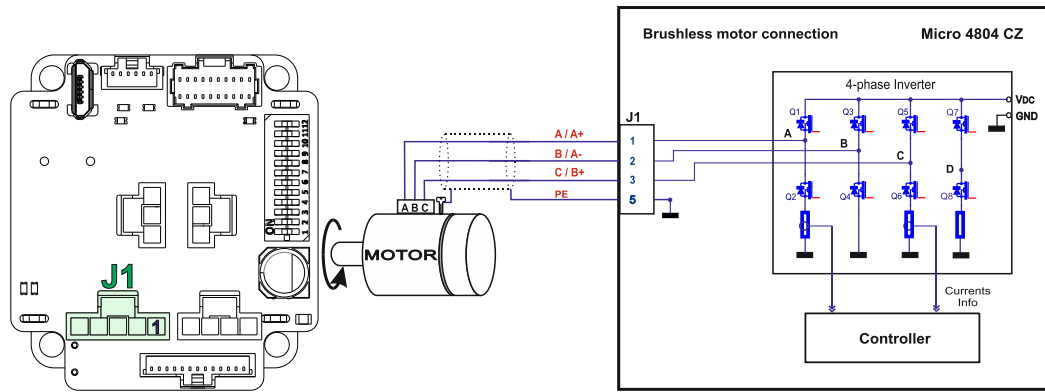 Brushless motor connection
Micro 4804 CZ
4-phase Inverter
Q1
Q3
Q5
Q7
VDC
GND
J1
A
A / A+
1
B / A-
2
B
C / B+
3
C
D
PE
5
Q2
Q4
Q6
Q8
A B C
MOTOR
Currents
Info
Controller
12
11
10
9
8
7
6
5
4
3
2
1
ON
J1
1